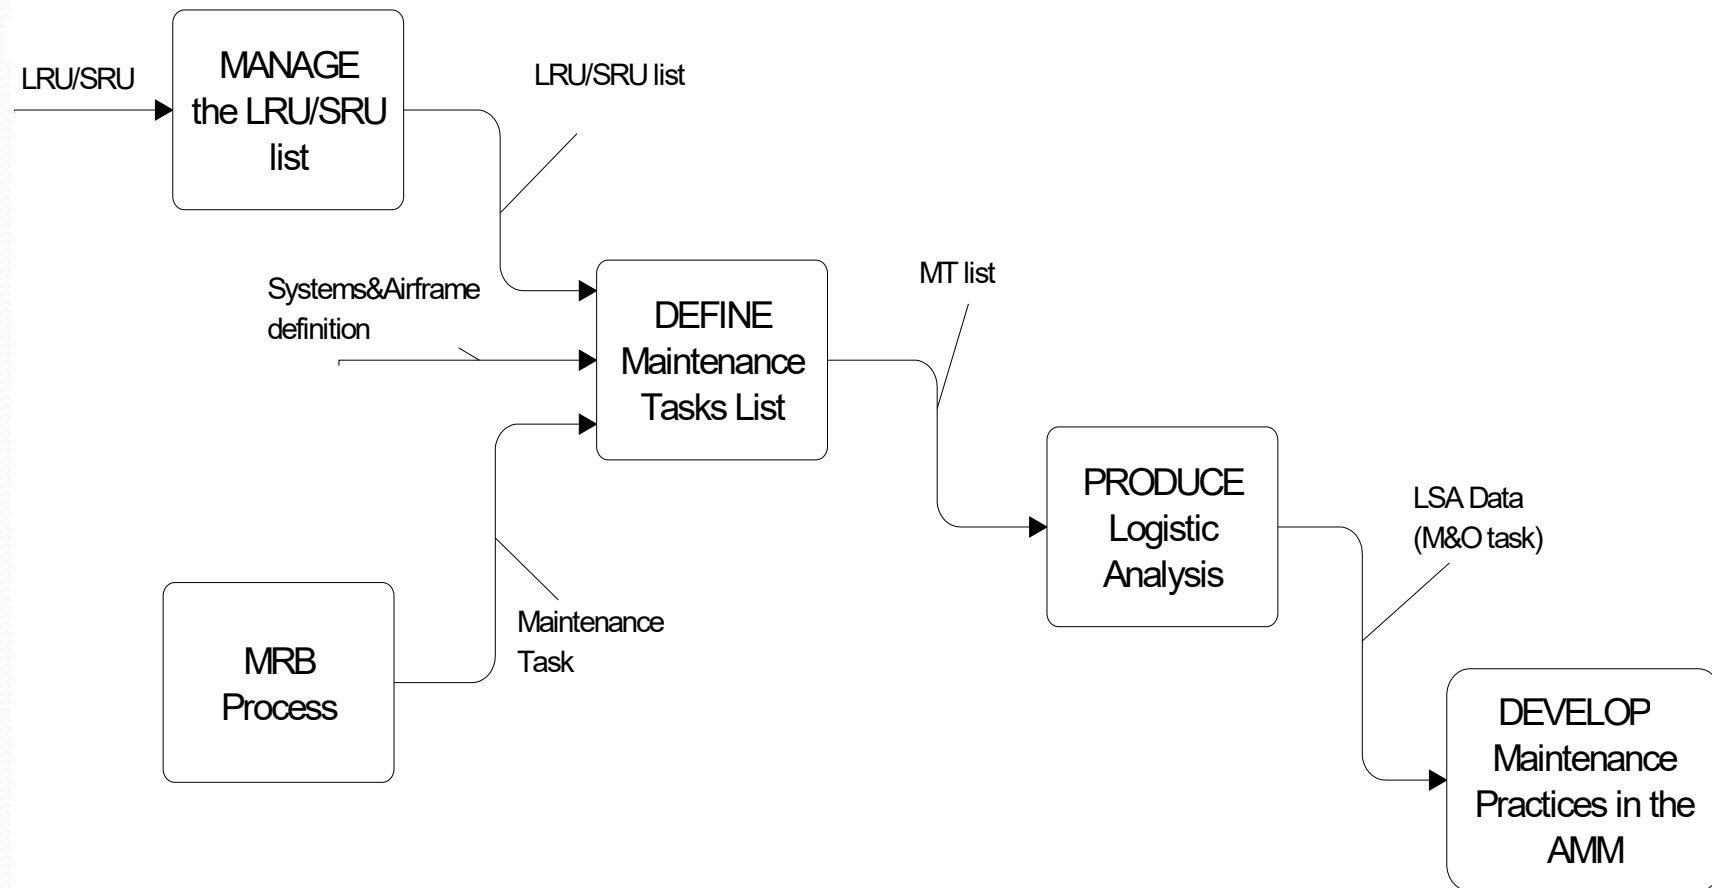 LRU/SRU
MANAGE
the LRU/SRU
list
LRU/SRU list
Systems&Airframe
definition
DEFINE
Maintenance
Tasks List
MT list
MRB
Process
Maintenance
Task
PRODUCE
Logistic
Analysis
LSA Data
(M&O task)
DEVELOP
Maintenance
Practices in the
AMM